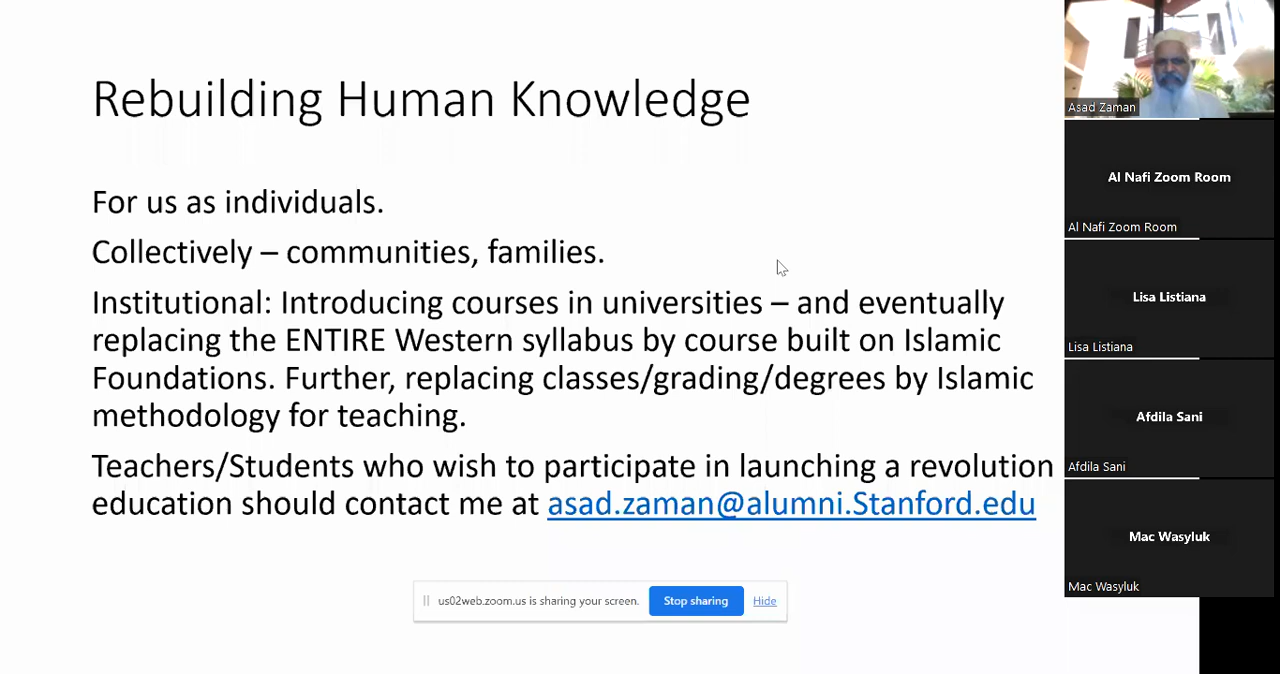 Rebuilding Human Knowledge
For us as individuals.
Collectively – communities, families.
Institutional: Introducing courses in universities – and eventually
replacing the ENTIRE Western syllabus by course built on Islamic
Foundations. Further, replacing classes/grading/degrees by Islamic
methodology for teaching.
Teachers/Students who wish to participate in launching a revolution
education should contact me at asad.zaman@alumni.Stanford.edu
us02web.zoom.us is sharing your screen. Stop sharing Hide
Asad Zaman
Al Nafi Zoom Room
Al Nafi Zoom Room
Lisa Listiana
Lisa Listiana
Afdila Sani
Afdila Sani
Mac Wasyluk
Mac Wasyluk